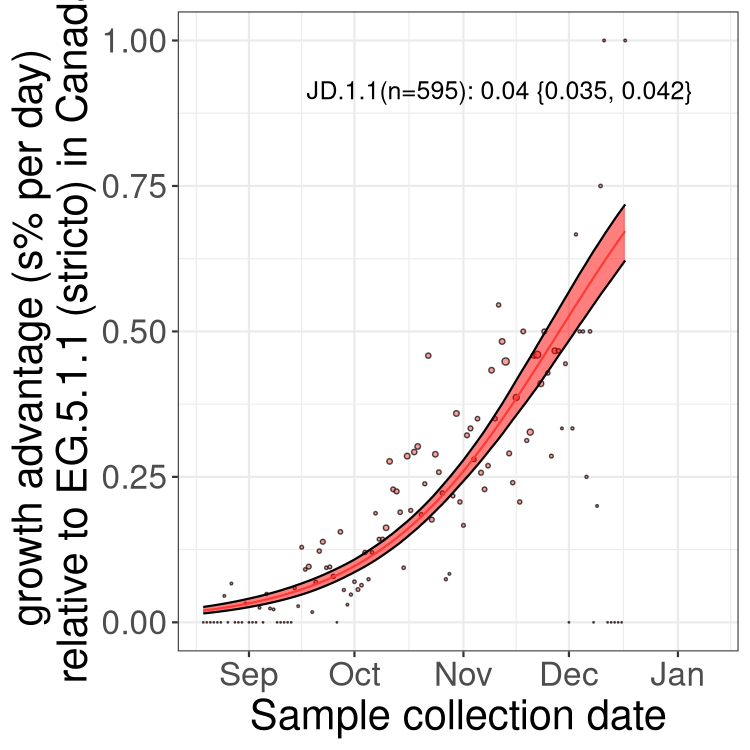 growth advantage (s% per day)
relative to EG.5.1.1 (stricto) in Canada
1.00
0.75
0.50
0.25
0.00
JD.1.1(n=595): 0.04 {0.035, 0.042}
Sep Oct Nov Dec Jan
Sample collection date